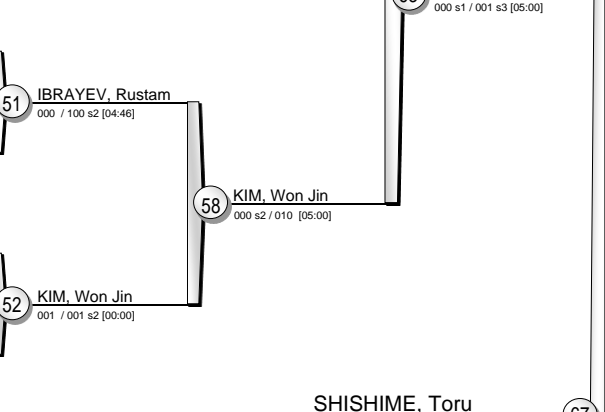 000 s1 / 001 s3 [05:00]
51
IBRAYEV, Rustam
000 / 100 s2 [04:46]
58
KIM, Won Jin
000 s2 / 010 [05:00]
52
KIM, Won Jin
001 / 001 s2 [00:00]
SHISHIME, Toru